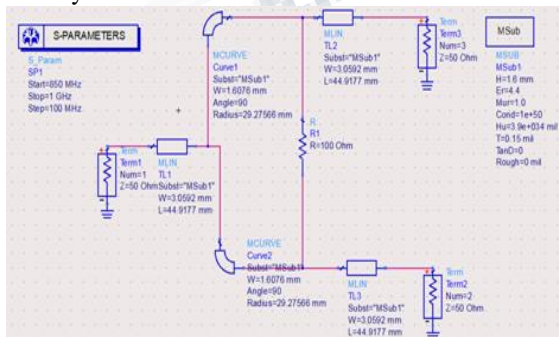 S-PARAMETERS
S_Param
SP1
Start=850 MHz
Stop=1 GHz
Step=100 MHz
MCURVE
Curve1
Subst="MSub1"
W=1.6076 mm
Angle=90
Radius=29.27566 mm
MLIN
TL2
Subst="MSub1"
W=3.0592 mm
L=44.9177 mm
Term
Term3
Num=3
Z=50 Ohm
MSub
MSUB
MSub1
H=1.6 mm
Er=4.4
Mur=1.0
Cond=1e+50
Hu=3.9e+034 mil
T=0.15 mil
TanD=0
Rough=0 mil
R
R1
R=100 Ohm
Term
Term1
Num=1
Z=50 Ohm
MLIN
TL1
Subst="MSub1"
W=3.0592 mm
L=44.9177 mm
MCURVE
Curve2
Subst="MSub1"
W=1.6076 mm
Angle=90
Radius=29.27566 mm
MLIN
TL3
Subst="MSub1"
W=3.0592 mm
L=44.9177 mm
Term
Term2
Num=2
Z=50 Ohm